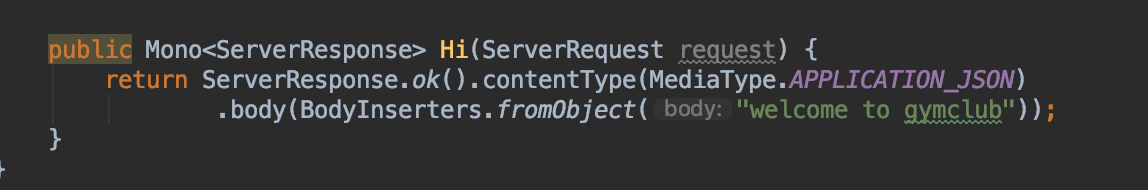 public Mono<ServerResponse> Hi(ServerRequest request) {
return ServerResponse.ok().contentType(MediaType.APPLICATION_JSON)
.body(BodyInserters.fromObject( body: "welcome to gymclub"));
}
}